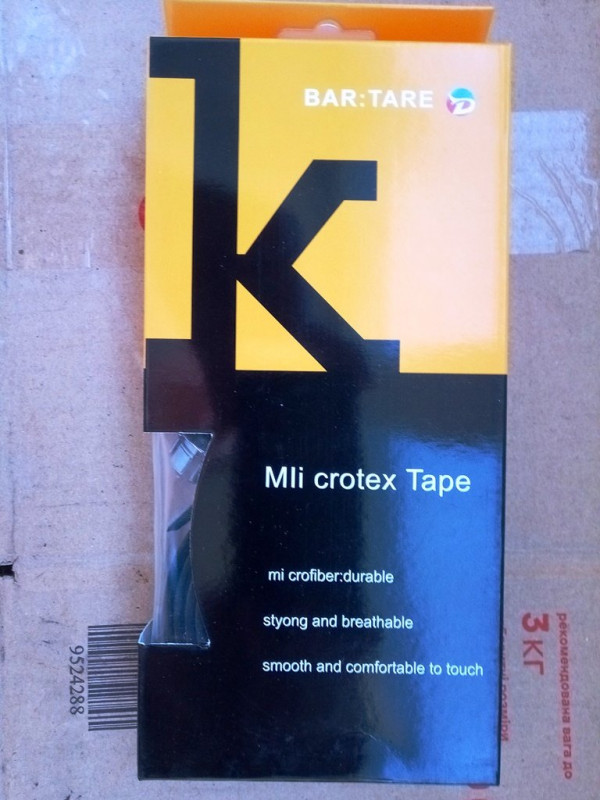 BAR:TARE
k
MIi crotex Tape
mi crofiber:durable
styong and breathable
smooth and comfortable to touch
9524288
3 КГ
рекомендована вага до